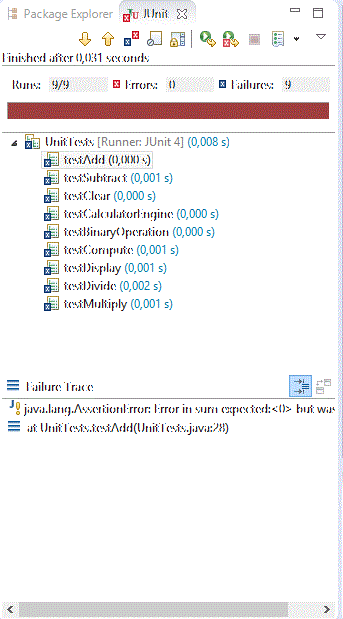 Package Explorer JUnit
Finished after 0,031 seconds
Runs: 9/9 Errors: 0 Failures: 9
UnitTests [Runner: JUnit 4] (0,008 s)
testAdd (0,000 s)
testSubtract (0,001 s)
testClear (0,000 s)
testCalculatorEngine (0,000 s)
testBinaryOperation (0,000 s)
testCompute (0,001 s)
testDisplay (0,001 s)
testDivide (0,002 s)
testMultiply (0,001 s)
Failure Trace
java.lang.AssertionError: Error in sum expected:<0> but was
at UnitTests.testAdd(UnitTests.java:28)